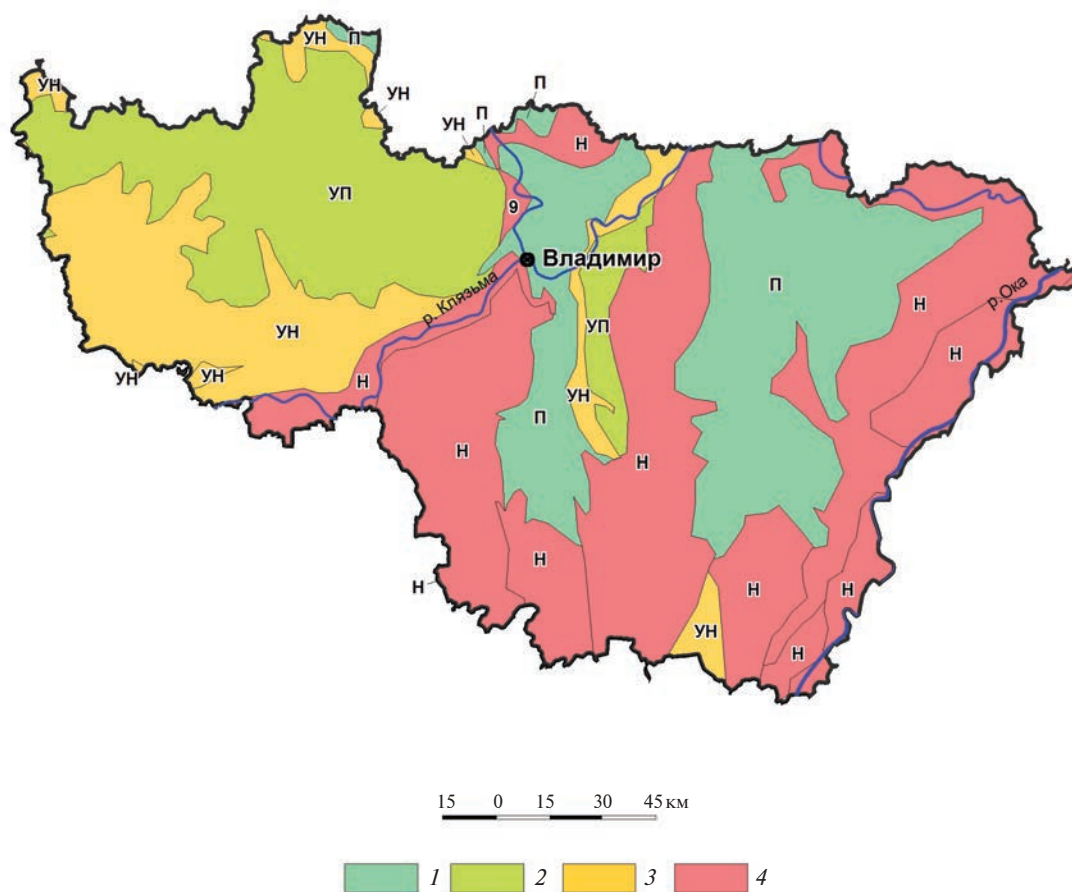 УН
П
УН
УН
П
П
УН
Н
УП
9
Владимир
р. Клязьма
П
Н
р.Ока
Н
УН
УП
УН
УН
Н
УН
П
Н
Н
Н
Н
Н
Н
УН
Н
15 0 15 30 45 км
1 2 3 4